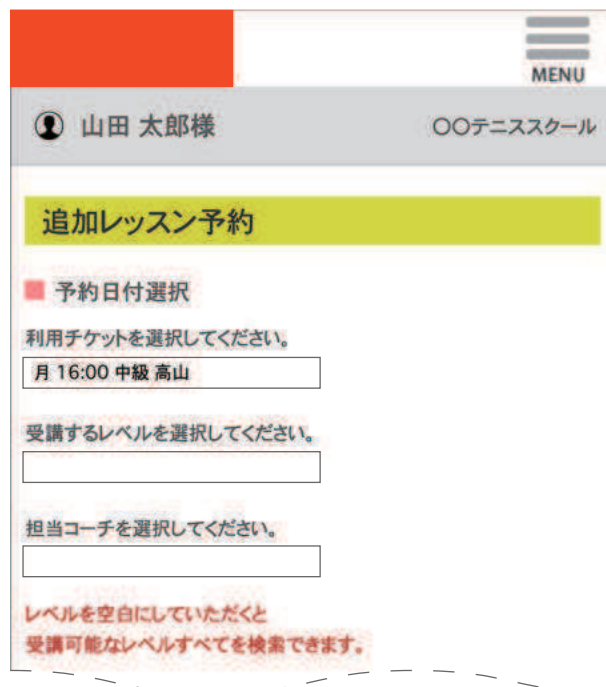 MENU
山田 太郎様
〇〇テニススクール
追加レッスン予約
予約日付選択
利用チケットを選択してください。
月 16:00 中級 高山
受講するレベルを選択してください。
担当コーチを選択してください。
レベルを空白にしていただくと
受講可能なレベルすべてを検索できます。